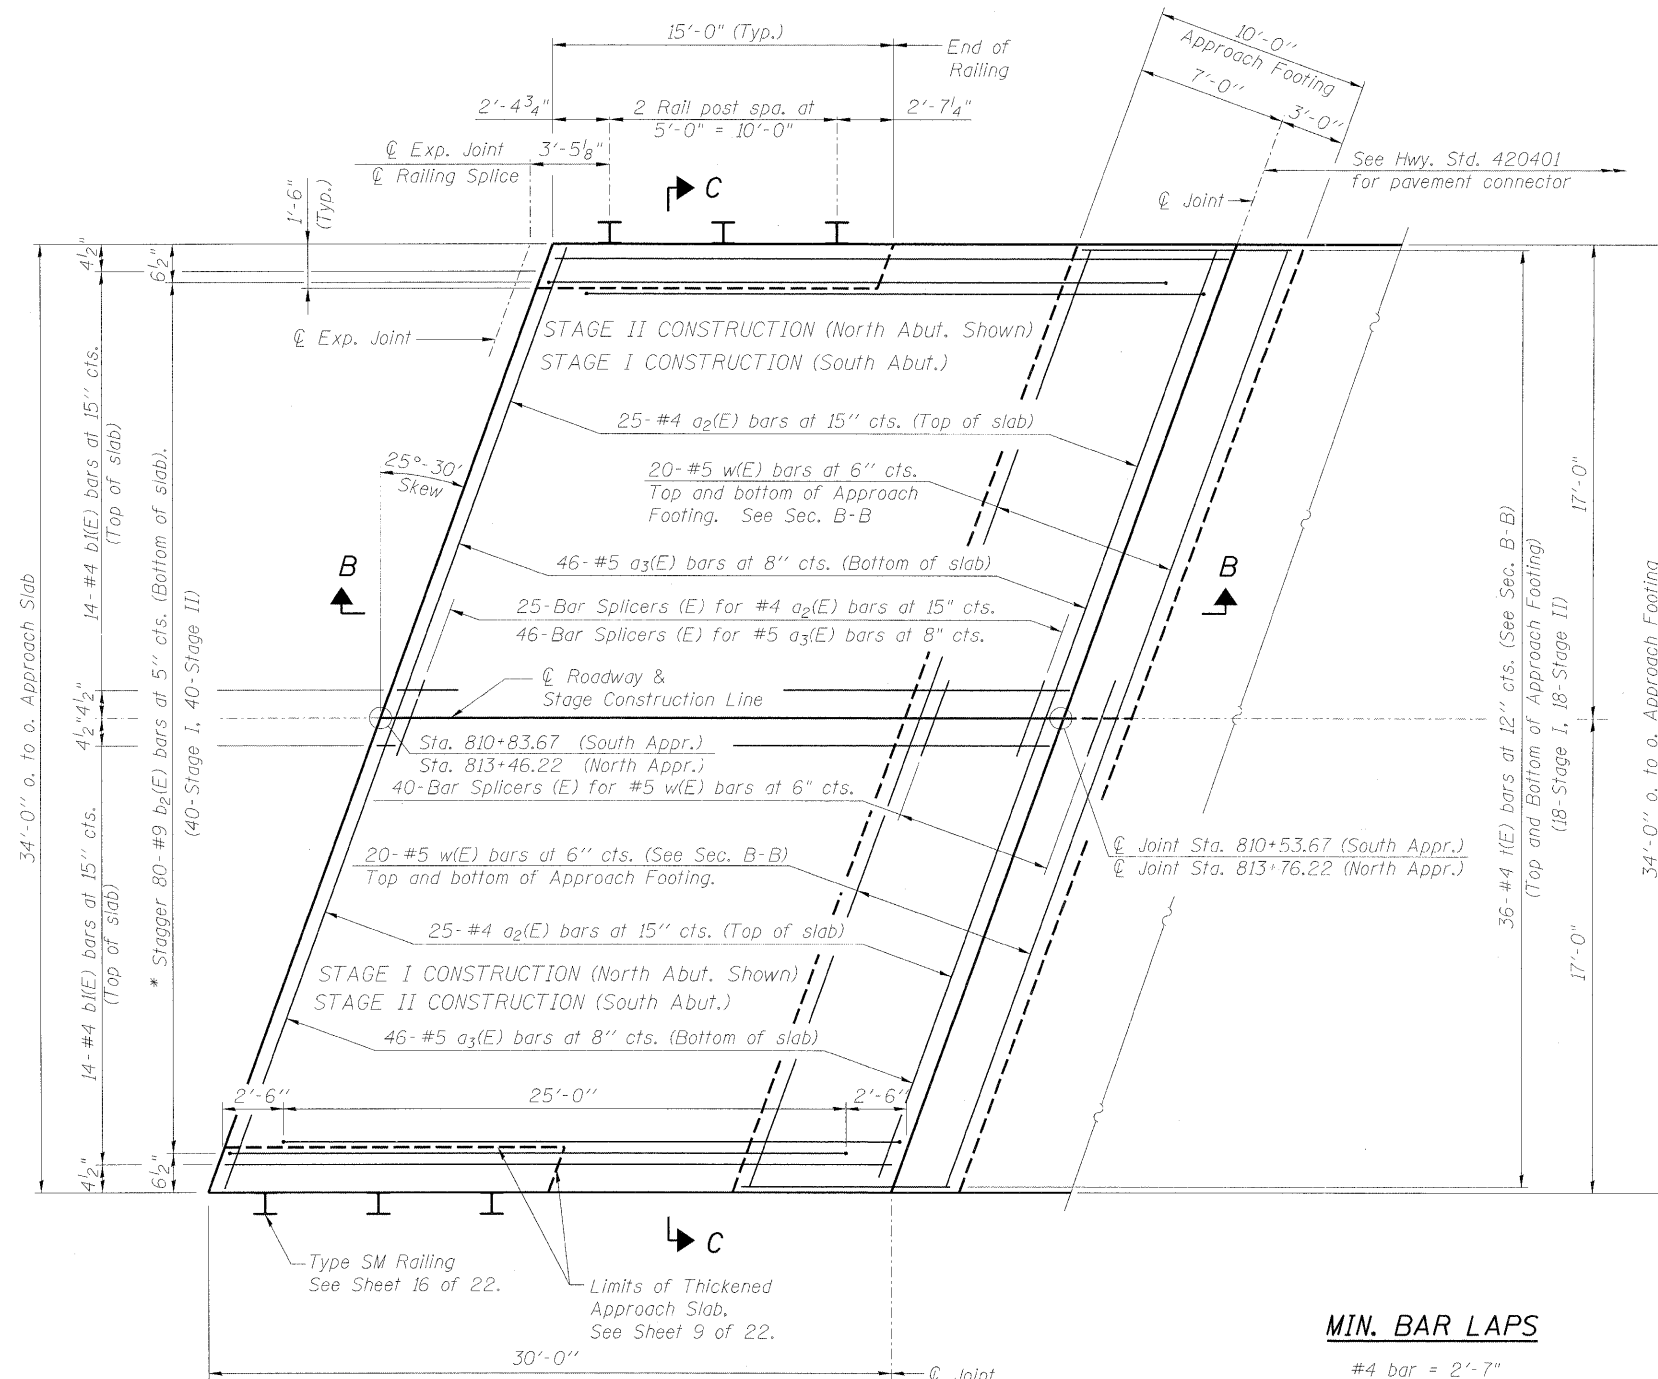 15'-0" (Typ.)
End of
Railing
10'-0"
Approach Footing
7'-0"
3'-0"
2'-4 3/4"
2 Rail post spa. at
5'-0" = 10'-0"
2'-7 1/4"
℄ Exp. Joint
℄ Railing Splice
3'-5 1/8"
See Hwy. Std. 420401
for pavement connector
℄ Joint
C
1'-6"
(Typ.)
4 1/2"
6 1/2"
℄ Exp. Joint
STAGE II CONSTRUCTION (North Abut. Shown)
STAGE I CONSTRUCTION (South Abut.)
14-#4 b1(E) bars at 15" cts.
(Top of slab)
25-#4 a2(E) bars at 15" cts. (Top of slab)
25°-30'
Skew
20-#5 w(E) bars at 6" cts.
Top and bottom of Approach
Footing. See Sec. B-B
17'-0"
B
B
46-#5 a3(E) bars at 8" cts. (Bottom of slab)
25-Bar Splicers (E) for #4 a2(E) bars at 15" cts.
46-Bar Splicers (E) for #5 a3(E) bars at 8" cts.
34'-0" o. to o. Approach Slab
* Stagger 80-#9 b2(E) bars at 5" cts. (Bottom of slab).
(40-Stage I, 40-Stage II)
℄ Roadway &
Stage Construction Line
4 1/2"
4 1/2"
Sta. 810+83.67 (South Appr.)
Sta. 813+46.22 (North Appr.)
40-Bar Splicers (E) for #5 w(E) bars at 6" cts.
36-#4 t(E) bars at 12" cts. (See Sec. B-B)
(Top and Bottom of Approach Footing)
(18-Stage I, 18-Stage II)
34'-0" o. to o. Approach Footing
℄ Joint Sta. 810+53.67 (South Appr.)
℄ Joint Sta. 813+76.22 (North Appr.)
20-#5 w(E) bars at 6" cts. (See Sec. B-B)
Top and bottom of Approach Footing.
14-#4 b1(E) bars at 15" cts.
(Top of slab)
25-#4 a2(E) bars at 15" cts. (Top of slab)
17'-0"
STAGE I CONSTRUCTION (North Abut. Shown)
STAGE II CONSTRUCTION (South Abut.)
46-#5 a3(E) bars at 8" cts. (Bottom of slab)
2'-6"
25'-0"
2'-6"
4 1/2"
6 1/2"
C
Type SM Railing
See Sheet 16 of 22.
Limits of Thickened
Approach Slab,
See Sheet 9 of 22.
30'-0"
℄ Joint
MIN. BAR LAPS
#4 bar = 2'-7"